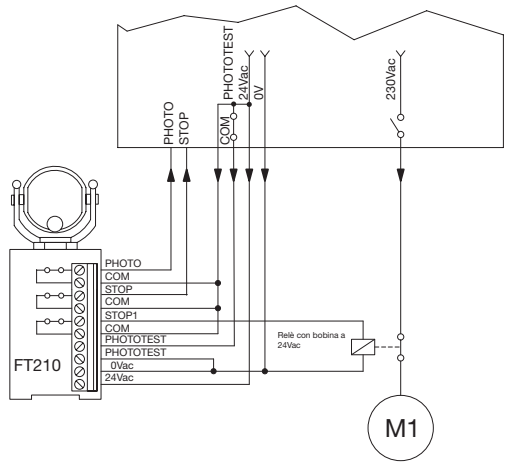 PHOTOTEST
24Vac
0V
230Vac
PHOTO
STOP
COM
PHOTO
COM
STOP
COM
STOP1
COM
PHOTOTEST
PHOTOTEST
0Vac
24Vac
FT210
Relè con bobina a
24Vac
M1